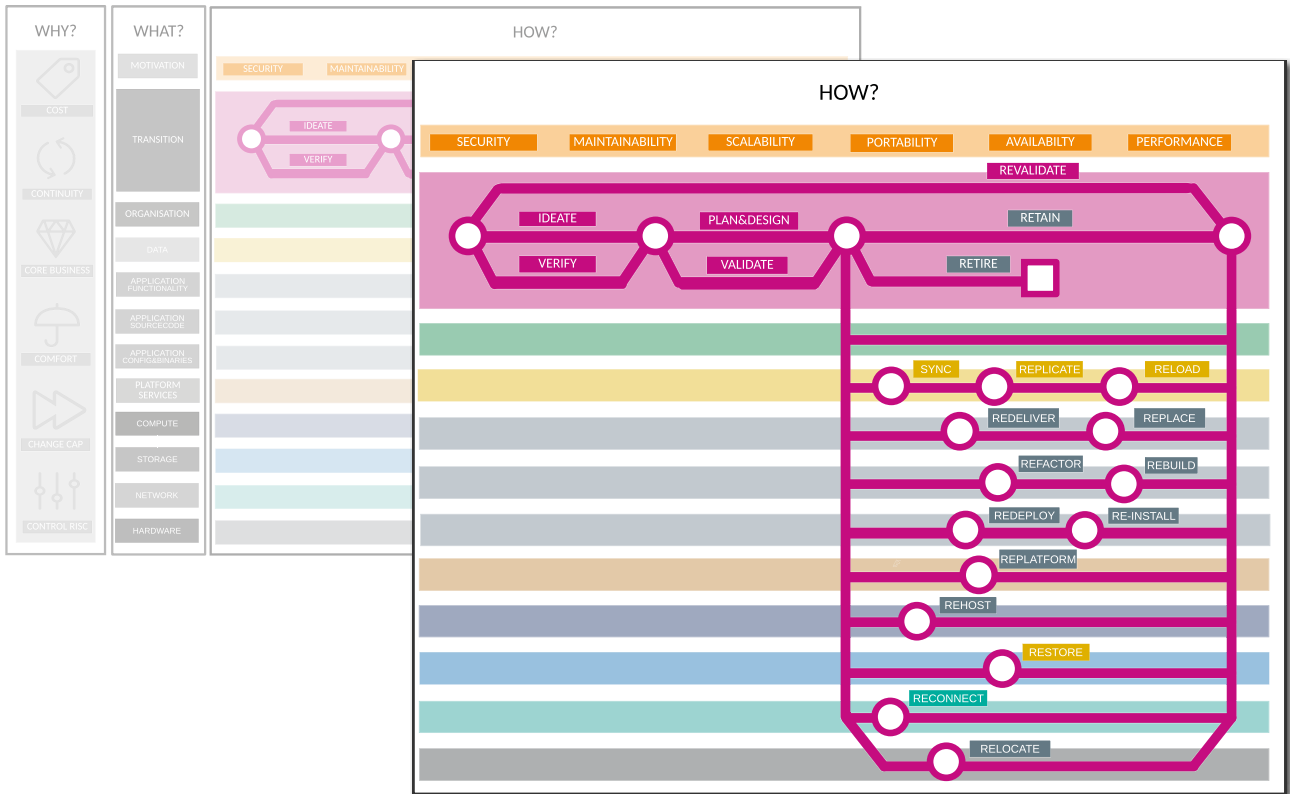 WHY?
COST
CONTINUITY
CORE BUSINESS
COMFORT
CHANGE CAP
CONTROL RISC
WHAT?
MOTIVATION
TRANSITION
ORGANISATION
DATA
APPLICATION
FUNCTIONALITY
APPLICATION
SOURCECODE
APPLICATION
CONFIG&BINARIES
PLATFORM
SERVICES
COMPUTE
STORAGE
NETWORK
HARDWARE
HOW?
SECURITY
MAINTAINABILITY
IDEATE
VERIFY
HOW?
SECURITY
MAINTAINABILITY
SCALABILITY
PORTABILITY
AVAILABILTY
PERFORMANCE
REVALIDATE
IDEATE
PLAN&DESIGN
RETAIN
VERIFY
VALIDATE
RETIRE
SYNC
REPLICATE
RELOAD
REDELIVER
REPLACE
REFACTOR
REBUILD
REDEPLOY
RE-INSTALL
REPLATFORM
REHOST
RESTORE
RECONNECT
RELOCATE